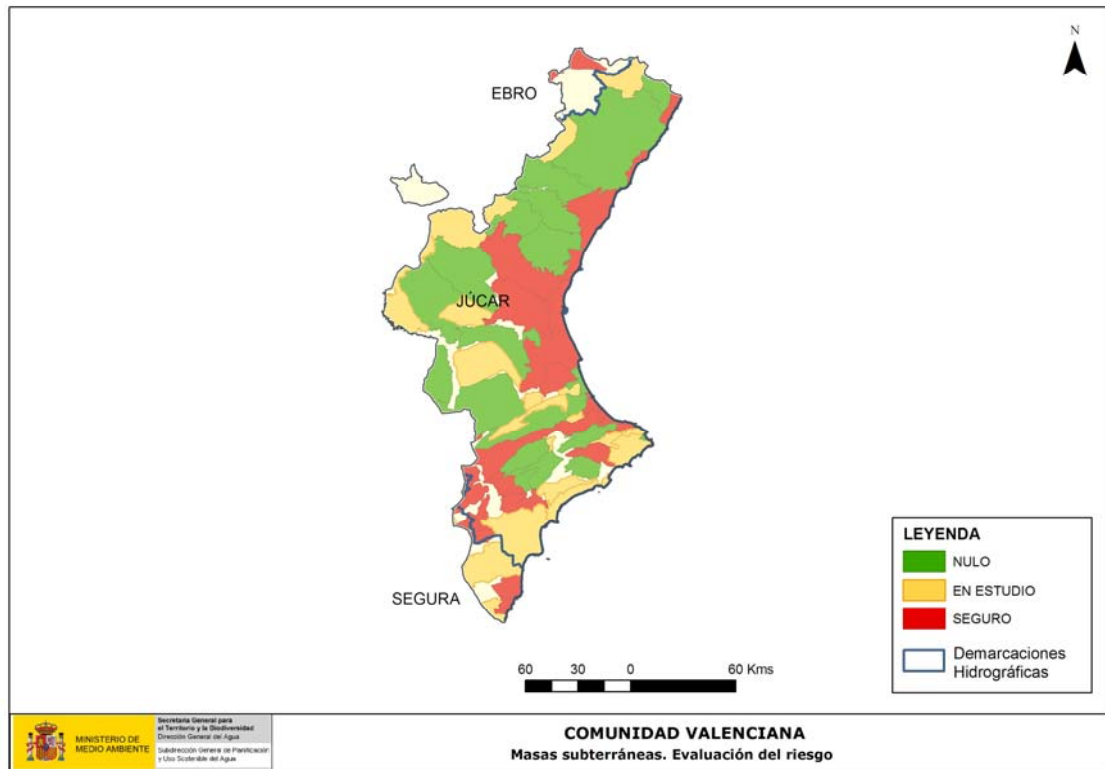 N
EBRO
JÚCAR
SEGURA
LEYENDA
NULO
EN ESTUDIO
SEGURO
Demarcaciones
Hidrográficas
60 30 0 60 Kms
MINISTERIO DE
MEDIO AMBIENTE
Secretaría General para
el Territorio y la Biodiversidad
Dirección General del Agua
Subdirección General de Planificación
y Uso Sostenible del Agua
COMUNIDAD VALENCIANA
Masas subterráneas. Evaluación del riesgo